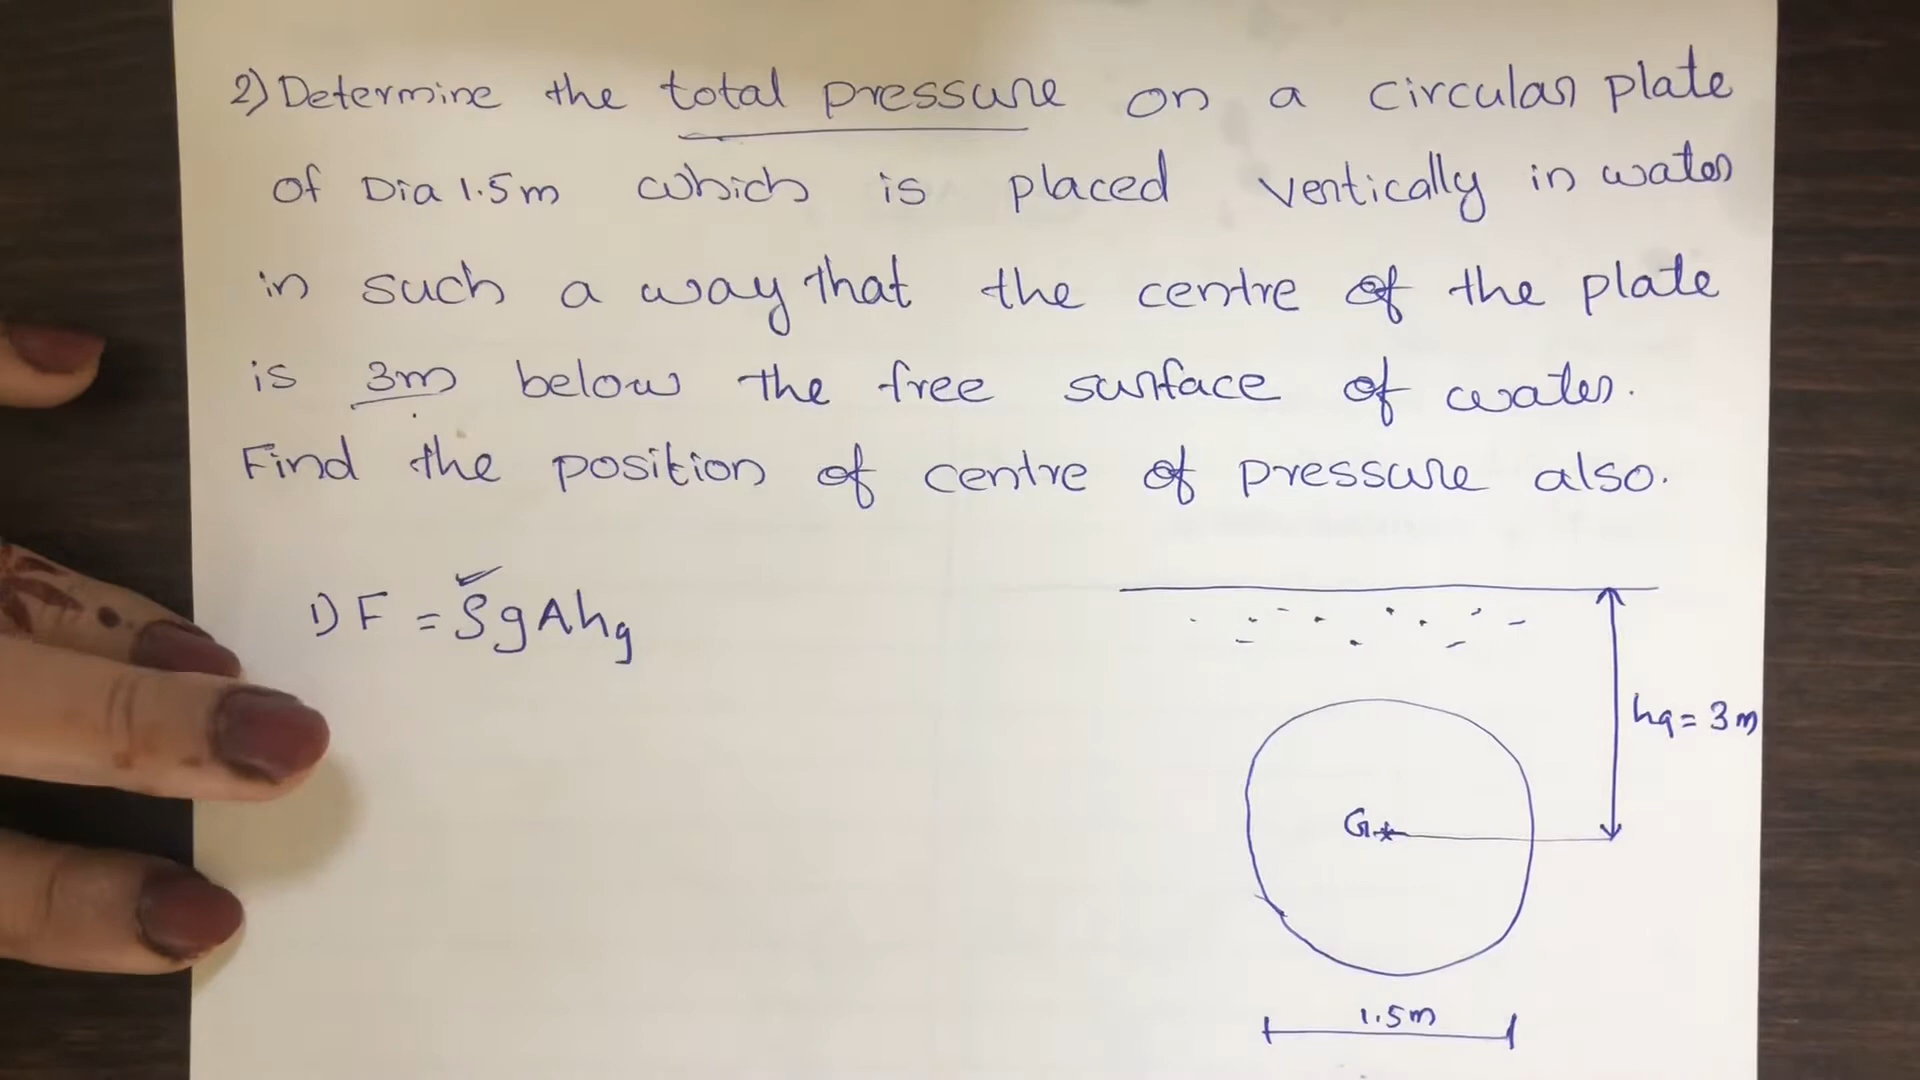 2) Determine the total pressure on a circular plate
of Dia 1.5m which is placed vertically in water
in such a way that the centre of the plate
is 3m below the free surface of water.
Find the position of centre of pressure also.
1) F = ρgAhg
hg = 3m
G
1.5m